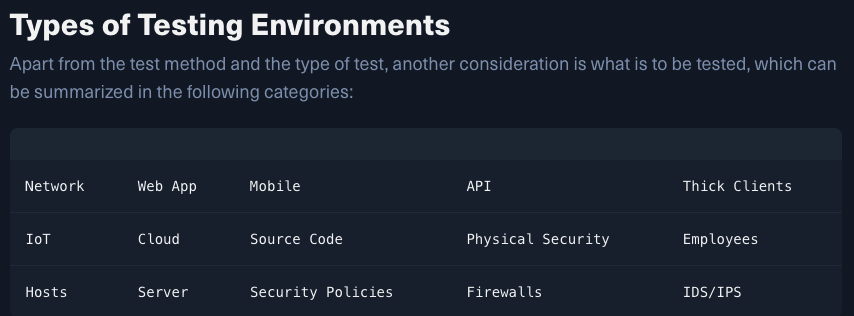 Types of Testing Environments
Apart from the test method and the type of test, another consideration is what is to be tested, which can
be summarized in the following categories:
Network Web App Mobile API Thick Clients
IoT Cloud Source Code Physical Security Employees
Hosts Server Security Policies Firewalls IDS/IPS